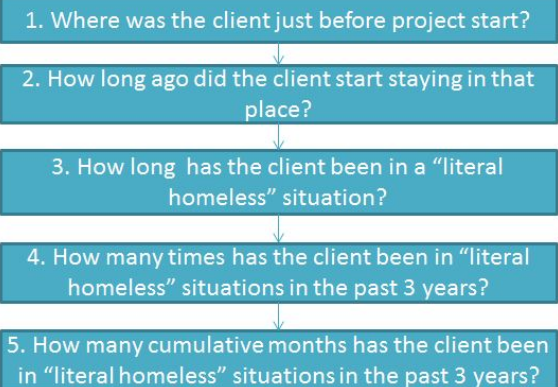 1. Where was the client just before project start?
2. How long ago did the client start staying in that
place?
3. How long has the client been in a “literal
homeless” situation?
4. How many times has the client been in “literal
homeless” situations in the past 3 years?
5. How many cumulative months has the client been
in “literal homeless” situations in the past 3 years?